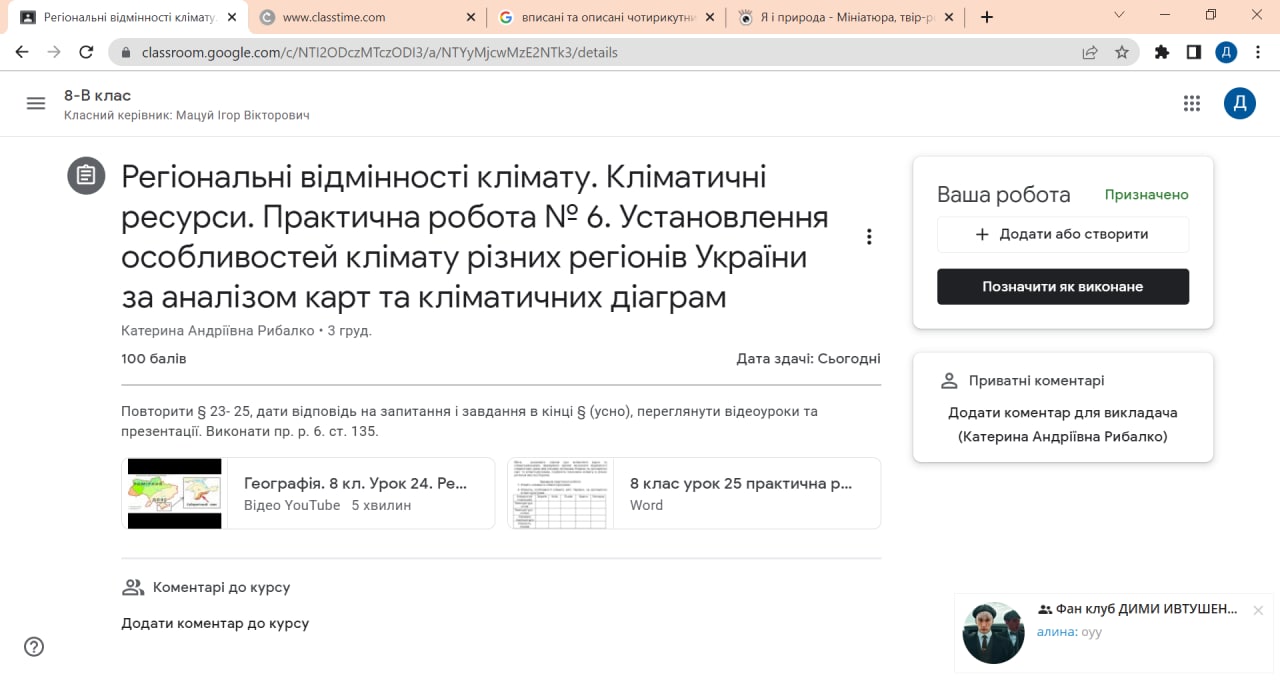 Регіональні відмінності клімату.
www.classtime.com
вписані та описані чотирикутни
Я і природа - Мініатюра, твір-р
classroom.google.com/c/NTI2ODczMTczODI3/a/NTYyMjcwMzE2NTk3/details
Д
8-В клас
Класний керівник: Мацуй Ігор Вікторович
Д
Регіональні відмінності клімату. Кліматичні
ресурси. Практична робота № 6. Установлення
особливостей клімату різних регіонів України
за аналізом карт та кліматичних діаграм
Катерина Андріївна Рибалко • 3 груд.
100 балів
Дата здачі: Сьогодні
Повторити § 23- 25, дати відповідь на запитання і завдання в кінці § (усно), переглянути відеоуроки та
презентації. Виконати пр. р. 6. ст. 135.
Географія. 8 кл. Урок 24. Ре...
Відео YouTube 5 хвилин
8 клас урок 25 практична р...
Word
Коментарі до курсу
Додати коментар до курсу
Ваша робота
Призначено
+ Додати або створити
Позначити як виконане
Приватні коментарі
Додати коментар для викладача
(Катерина Андріївна Рибалко)
Фан клуб ДИМИ ИВТУШЕН...
алина: оуу